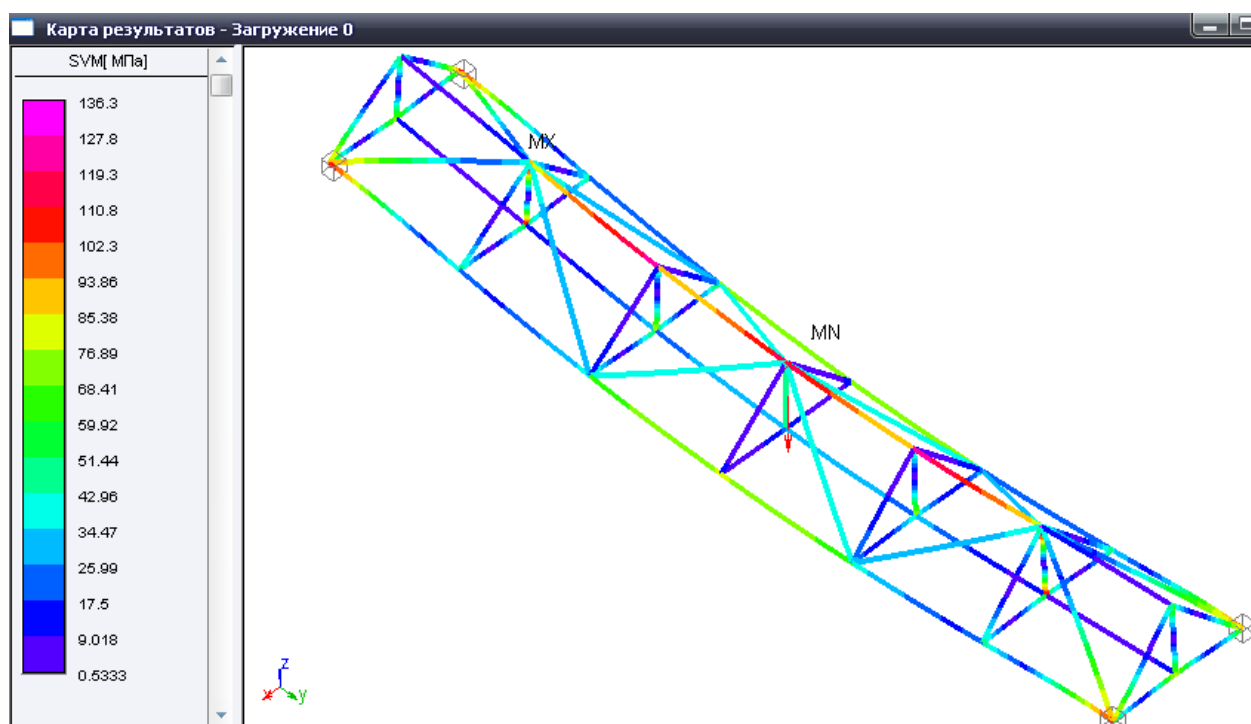 Карта результатов - Загружение 0
SVM[ МПа]
136.3
127.8
119.3
110.8
102.3
93.86
85.38
76.89
68.41
59.92
51.44
42.96
34.47
25.99
17.5
9.018
0.5333
MX
MN
z
x
y